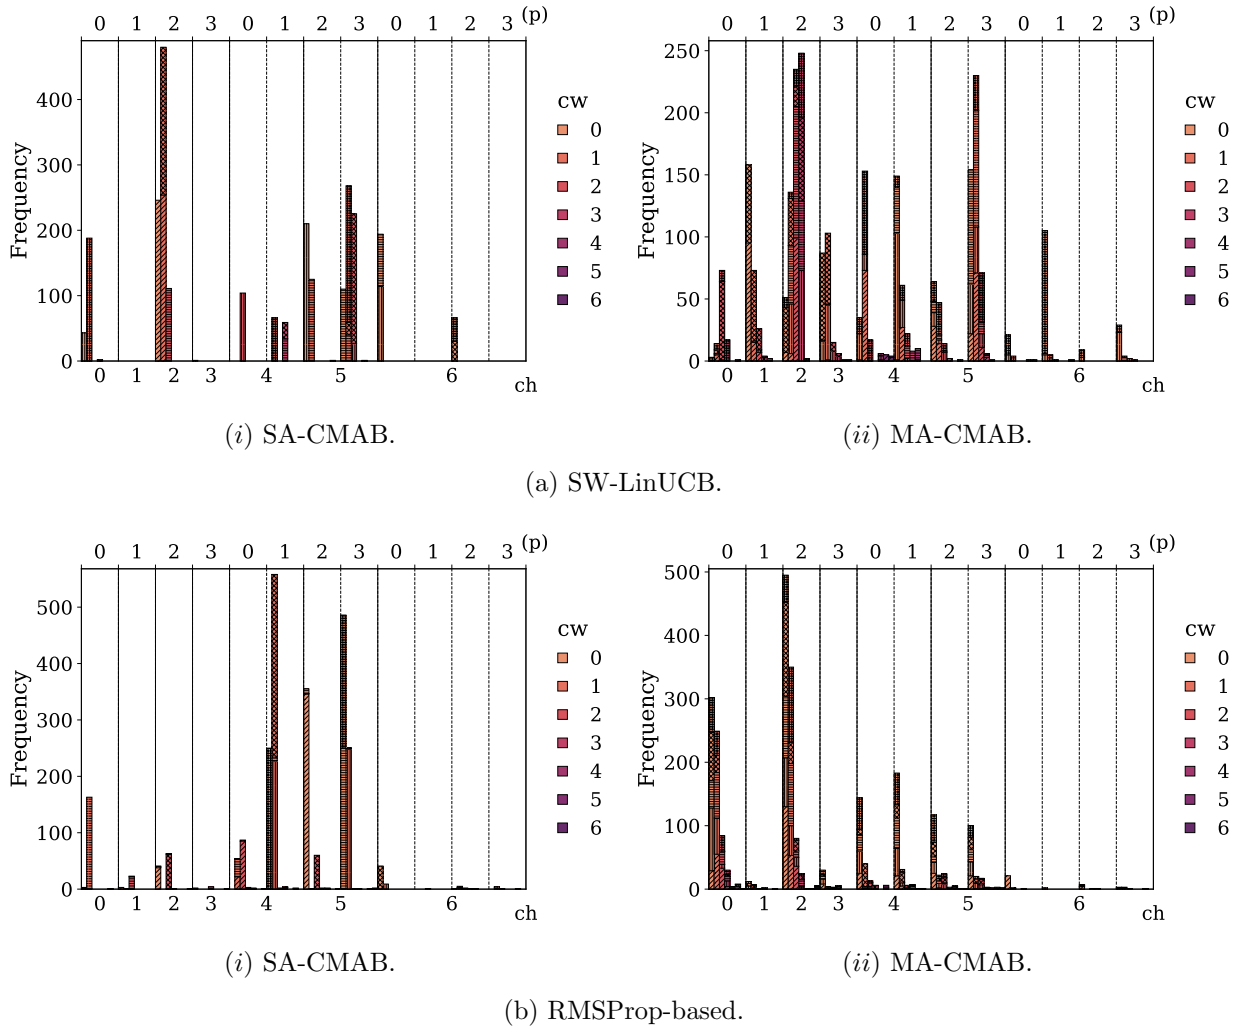 0 1 2 3 0 1 2 3 0 1 2 3 (p)
400
300
200
100
0
Frequency
0 1 2 3 4 5 6 ch
cw
0
1
2
3
4
5
6
(i) SA-CMAB.
0 1 2 3 0 1 2 3 0 1 2 3 (p)
250
200
150
100
50
0
Frequency
0 1 2 3 4 5 6 ch
cw
0
1
2
3
4
5
6
(ii) MA-CMAB.
(a) SW-LinUCB.
0 1 2 3 0 1 2 3 0 1 2 3 (p)
500
400
300
200
100
0
Frequency
0 1 2 3 4 5 6 ch
cw
0
1
2
3
4
5
6
(i) SA-CMAB.
0 1 2 3 0 1 2 3 0 1 2 3 (p)
500
400
300
200
100
0
Frequency
0 1 2 3 4 5 6 ch
cw
0
1
2
3
4
5
6
(ii) MA-CMAB.
(b) RMSProp-based.